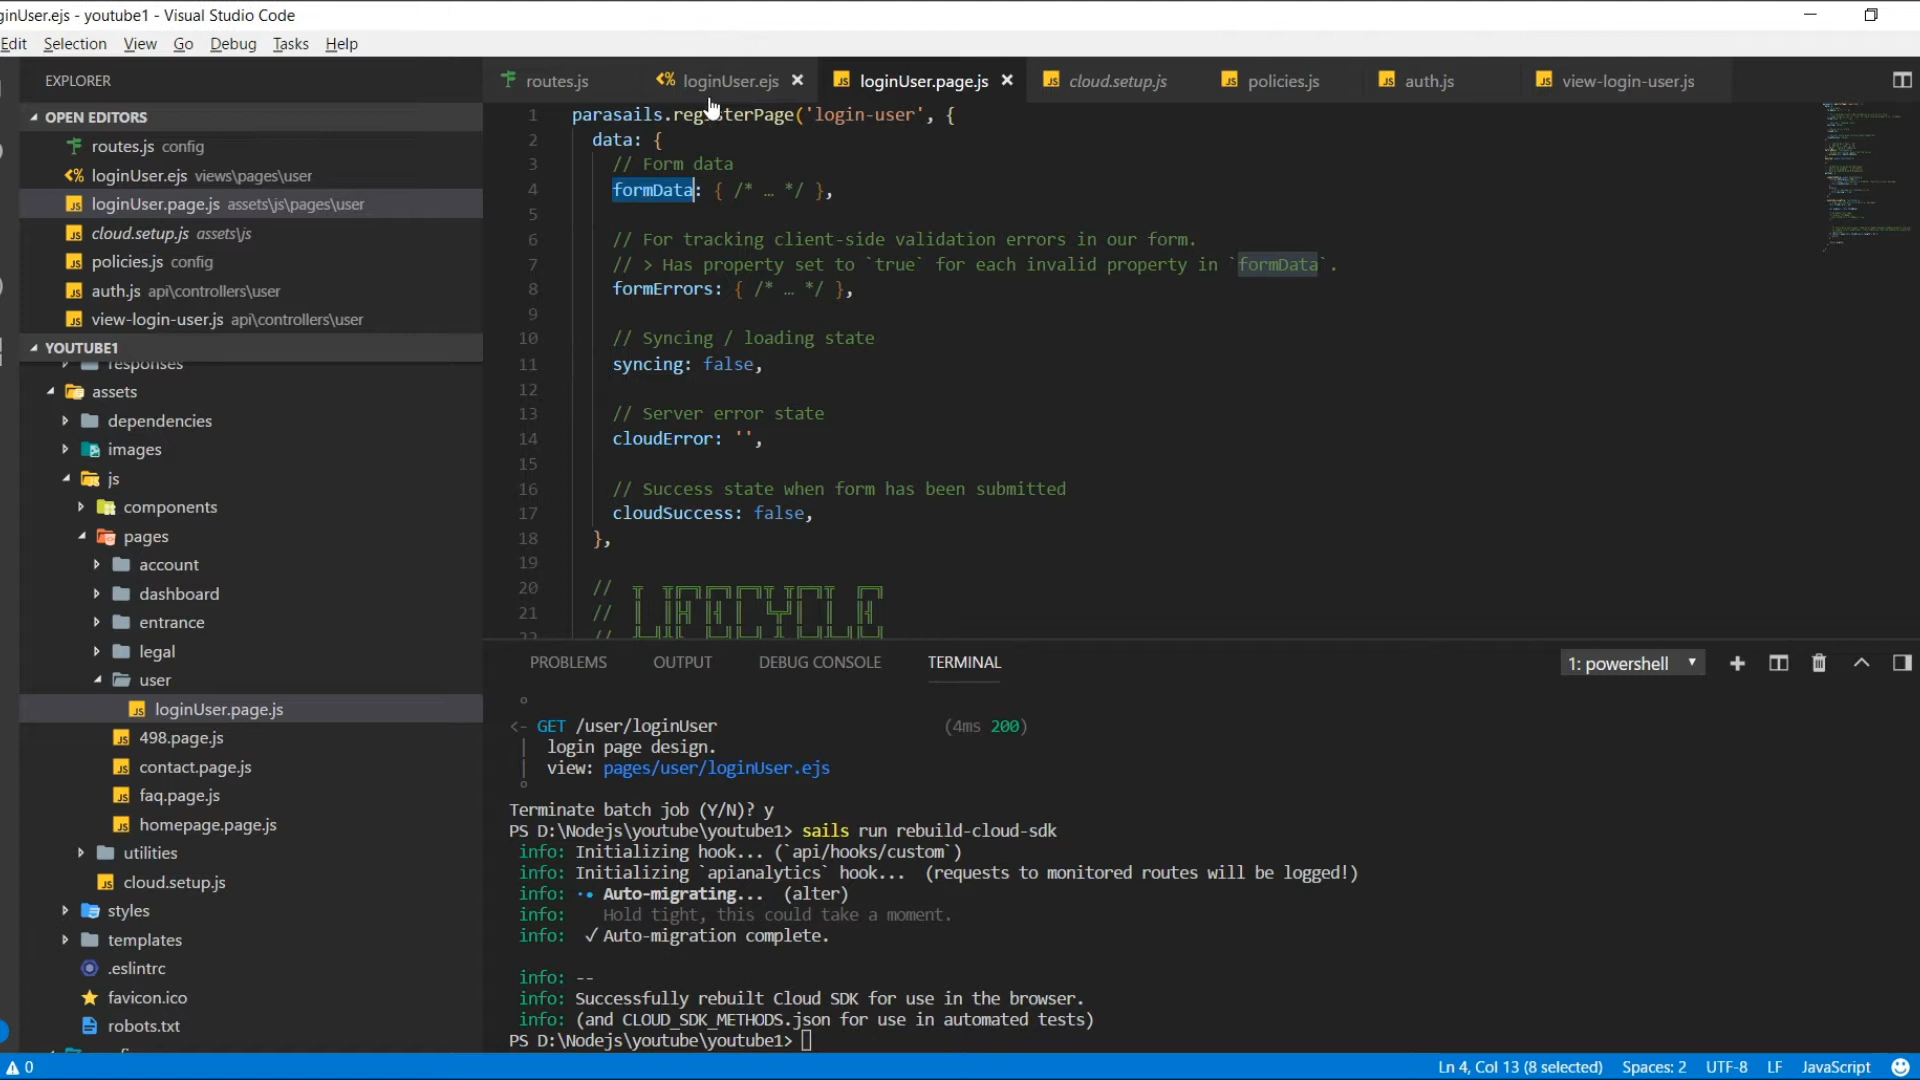 ginUser.ejs - youtube1 - Visual Studio Code
Edit Selection View Go Debug Tasks Help
EXPLORER
OPEN EDITORS
routes.js config
loginUser.ejs views\pages\user
loginUser.page.js assets\js\pages\user
cloud.setup.js assets\js
policies.js config
auth.js api\controllers\user
view-login-user.js api\controllers\user
YOUTUBE1
responses
assets
dependencies
images
js
components
pages
account
dashboard
entrance
legal
user
loginUser.page.js
498.page.js
contact.page.js
faq.page.js
homepage.page.js
utilities
cloud.setup.js
styles
templates
.eslintrc
favicon.ico
robots.txt
routes.js loginUser.ejs loginUser.page.js cloud.setup.js policies.js auth.js view-login-user.js
1 parasails.registerPage('login-user', {
2 data: {
3 // Form data
4 formData: { /* … */ },
5
6 // For tracking client-side validation errors in our form.
7 // > Has property set to `true` for each invalid property in `formData`.
8 formErrors: { /* … */ },
9
10 // Syncing / loading state
11 syncing: false,
12
13 // Server error state
14 cloudError: '',
15
16 // Success state when form has been submitted
17 cloudSuccess: false,
18 },
19
20 //
21 //
22 //
PROBLEMS OUTPUT DEBUG CONSOLE TERMINAL 1: powershell
<- GET /user/loginUser (4ms 200)
| login page design.
| view: pages/user/loginUser.ejs
Terminate batch job (Y/N)? y
PS D:\Nodejs\youtube\youtube1> sails run rebuild-cloud-sdk
info: Initializing hook... (`api/hooks/custom`)
info: Initializing `apianalytics` hook... (requests to monitored routes will be logged!)
info: ·• Auto-migrating... (alter)
info: Hold tight, this could take a moment.
info: ✓ Auto-migration complete.
info: --
info: Successfully rebuilt Cloud SDK for use in the browser.
info: (and CLOUD_SDK_METHODS.json for use in automated tests)
PS D:\Nodejs\youtube\youtube1>
0 Ln 4, Col 13 (8 selected) Spaces: 2 UTF-8 LF JavaScript